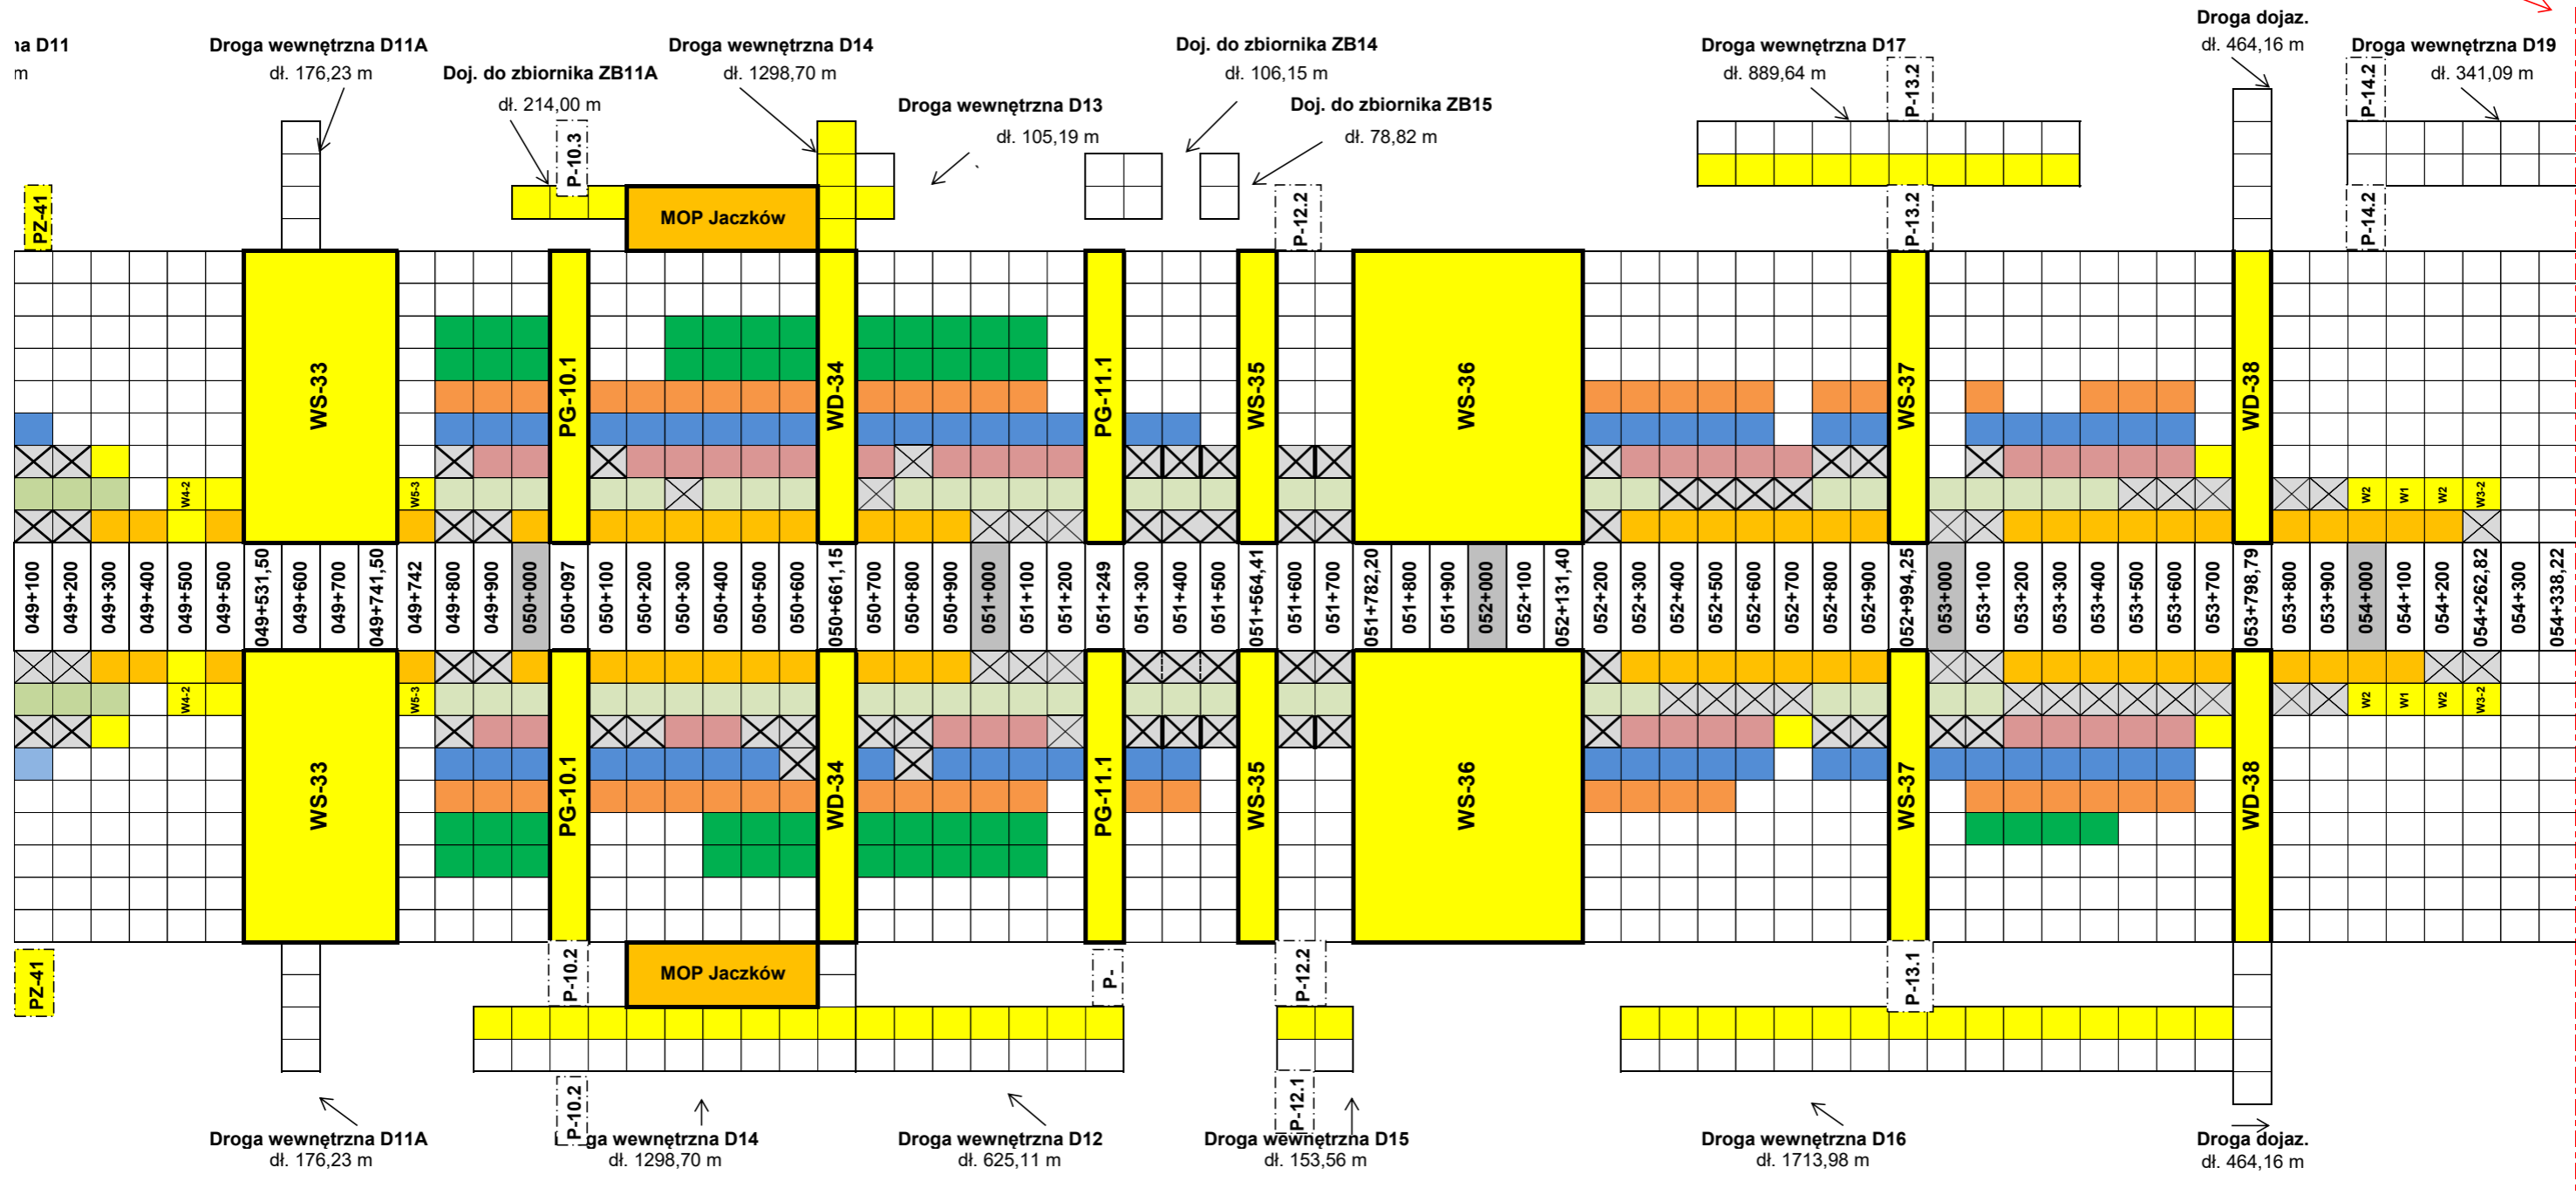 na D11
m
Droga wewnętrzna D11A
dł. 176,23 m
Doj. do zbiornika ZB11A
dł. 214,00 m
Droga wewnętrzna D14
dł. 1298,70 m
Droga wewnętrzna D13
dł. 105,19 m
Doj. do zbiornika ZB14
dł. 106,15 m
Doj. do zbiornika ZB15
dł. 78,82 m
Droga wewnętrzna D17
dł. 889,64 m
Droga dojaz.
dł. 464,16 m
Droga wewnętrzna D19
dł. 341,09 m
P-10.3
P-13.2
P-14.2
PZ-41
MOP Jaczków
P-12.2
P-13.2
P-14.2
WS-33
PG-10.1
WD-34
PG-11.1
WS-35
WS-36
WS-37
WD-38
W4-2
W5-3
W2
W1
W2
W3-2
049+100
049+200
049+300
049+400
049+500
049+500
049+531,50
049+600
049+700
049+741,50
049+742
049+800
049+900
050+000
050+097
050+100
050+200
050+300
050+400
050+500
050+600
050+661,15
050+700
050+800
050+900
051+000
051+100
051+200
051+249
051+300
051+400
051+500
051+564,41
051+600
051+700
051+782,20
051+800
051+900
052+000
052+100
052+131,40
052+200
052+300
052+400
052+500
052+600
052+700
052+800
052+900
052+994,25
053+000
053+100
053+200
053+300
053+400
053+500
053+600
053+700
053+798,79
053+800
053+900
054+000
054+100
054+200
054+262,82
054+300
054+338,22
W4-2
W5-3
W2
W1
W2
W3-2
WS-33
PG-10.1
WD-34
PG-11.1
WS-35
WS-36
WS-37
WD-38
PZ-41
P-10.2
MOP Jaczków
P-
P-12.2
P-13.1
P-10.2
P-12.1
Droga wewnętrzna D11A
dł. 176,23 m
ga wewnętrzna D14
dł. 1298,70 m
Droga wewnętrzna D12
dł. 625,11 m
Droga wewnętrzna D15
dł. 153,56 m
Droga wewnętrzna D16
dł. 1713,98 m
Droga dojaz.
dł. 464,16 m